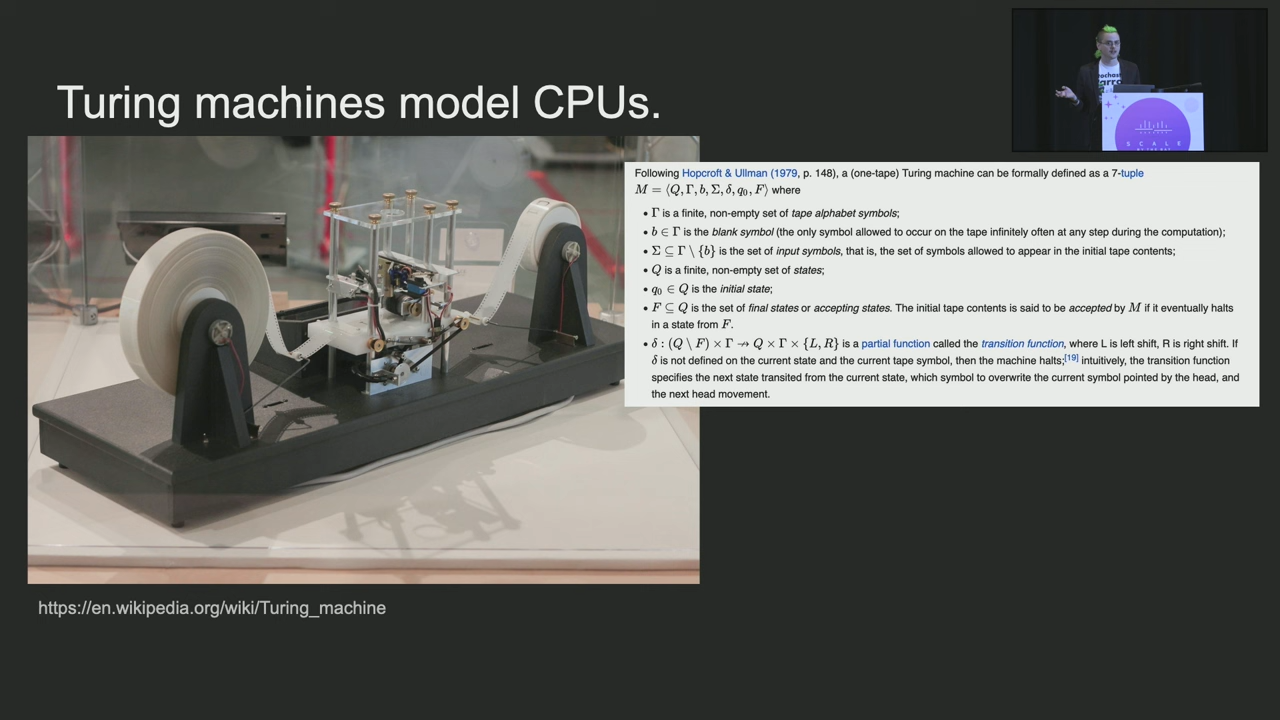 Turing machines model CPUs.
Following Hopcroft & Ullman (1979, p. 148), a (one-tape) Turing machine can be formally defined as a 7-tuple
M = ⟨Q, Γ, b, Σ, δ, q₀, F⟩ where
• Γ is a finite, non-empty set of tape alphabet symbols;
• b ∈ Γ is the blank symbol (the only symbol allowed to occur on the tape infinitely often at any step during the computation);
• Σ ⊆ Γ \ {b} is the set of input symbols, that is, the set of symbols allowed to appear in the initial tape contents;
• Q is a finite, non-empty set of states;
• q₀ ∈ Q is the initial state;
• F ⊆ Q is the set of final states or accepting states. The initial tape contents is said to be accepted by M if it eventually halts
in a state from F.
• δ : (Q \ F) × Γ ⇸ Q × Γ × {L, R} is a partial function called the transition function, where L is left shift, R is right shift. If
δ is not defined on the current state and the current tape symbol, then the machine halts;[19] intuitively, the transition function
specifies the next state transited from the current state, which symbol to overwrite the current symbol pointed by the head, and
the next head movement.
https://en.wikipedia.org/wiki/Turing_machine
SCALE